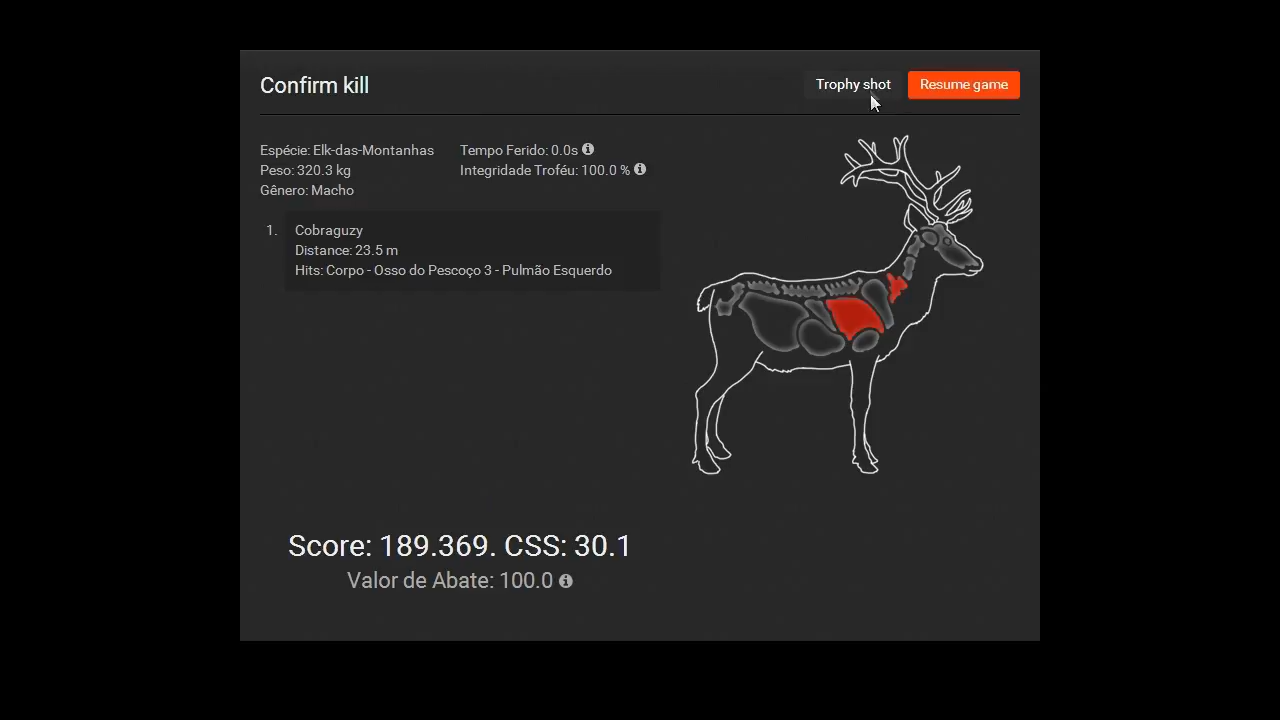 Confirm kill
Trophy shot
Resume game
Espécie: Elk-das-Montanhas
Peso: 320.3 kg
Gênero: Macho
Tempo Ferido: 0.0s
Integridade Troféu: 100.0 %
1. Cobraguzy
Distance: 23.5 m
Hits: Corpo - Osso do Pescoço 3 - Pulmão Esquerdo
Score: 189.369. CSS: 30.1
Valor de Abate: 100.0